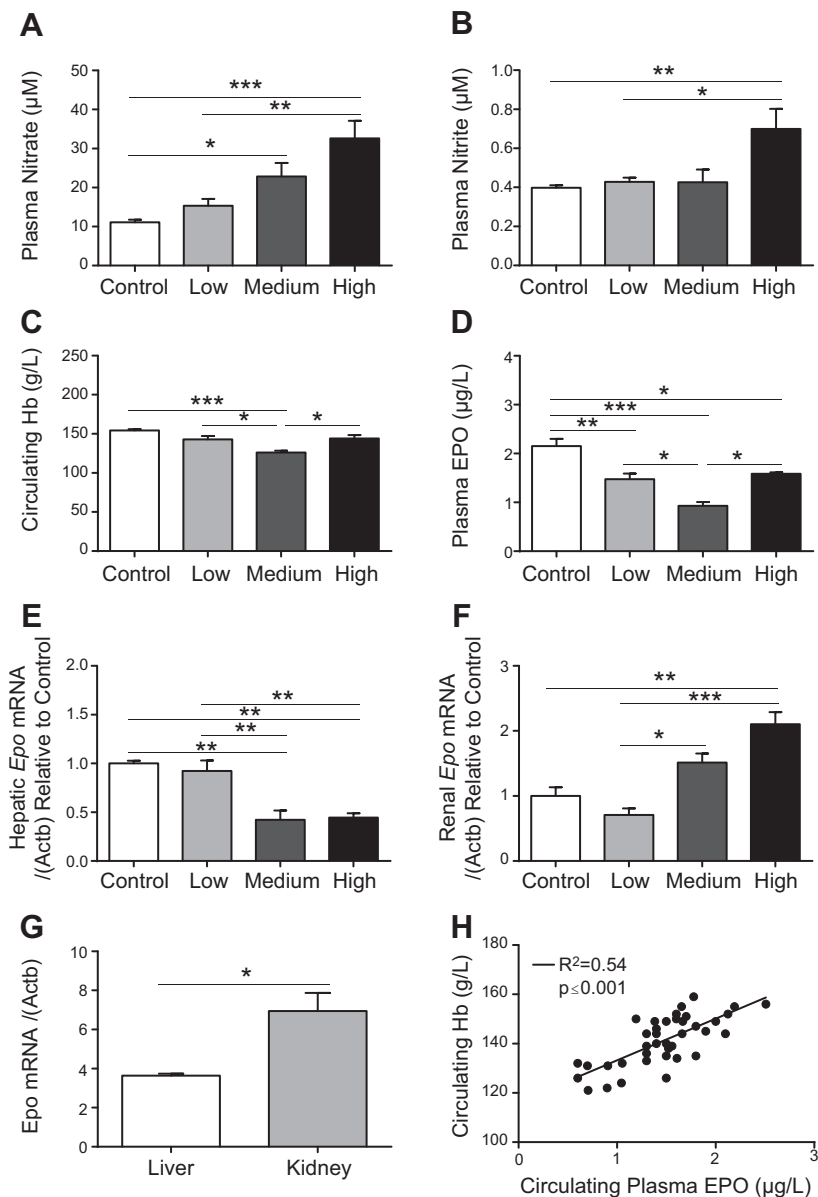 A
Plasma Nitrate (µM)
50
40
30
20
10
0
***
**
*
Control Low Medium High
B
Plasma Nitrite (µM)
1.0
0.8
0.6
0.4
0.2
0.0
**
*
Control Low Medium High
C
Circulating Hb (g/L)
250
200
150
100
50
0
***
* *
Control Low Medium High
D
Plasma EPO (µg/L)
4
3
2
1
0
*
***
**
* *
Control Low Medium High
E
Hepatic Epo mRNA
/(Actb) Relative to Control
2.0
1.5
1.0
0.5
0.0
**
**
**
**
Control Low Medium High
F
Renal Epo mRNA
/(Actb) Relative to Control
3
2
1
0
**
***
*
Control Low Medium High
G
Epo mRNA /(Actb)
10
8
6
4
2
0
*
Liver Kidney
H
Circulating Hb (g/L)
180
160
140
120
100
R²=0.54
p≤0.001
0 1 2 3
Circulating Plasma EPO (µg/L)